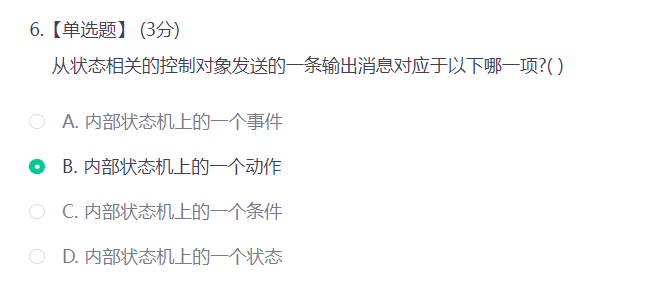 6.【单选题】 (3分)
从状态相关的控制对象发送的一条输出消息对应于以下哪一项?( )
A. 内部状态机上的一个事件
B. 内部状态机上的一个动作
C. 内部状态机上的一个条件
D. 内部状态机上的一个状态